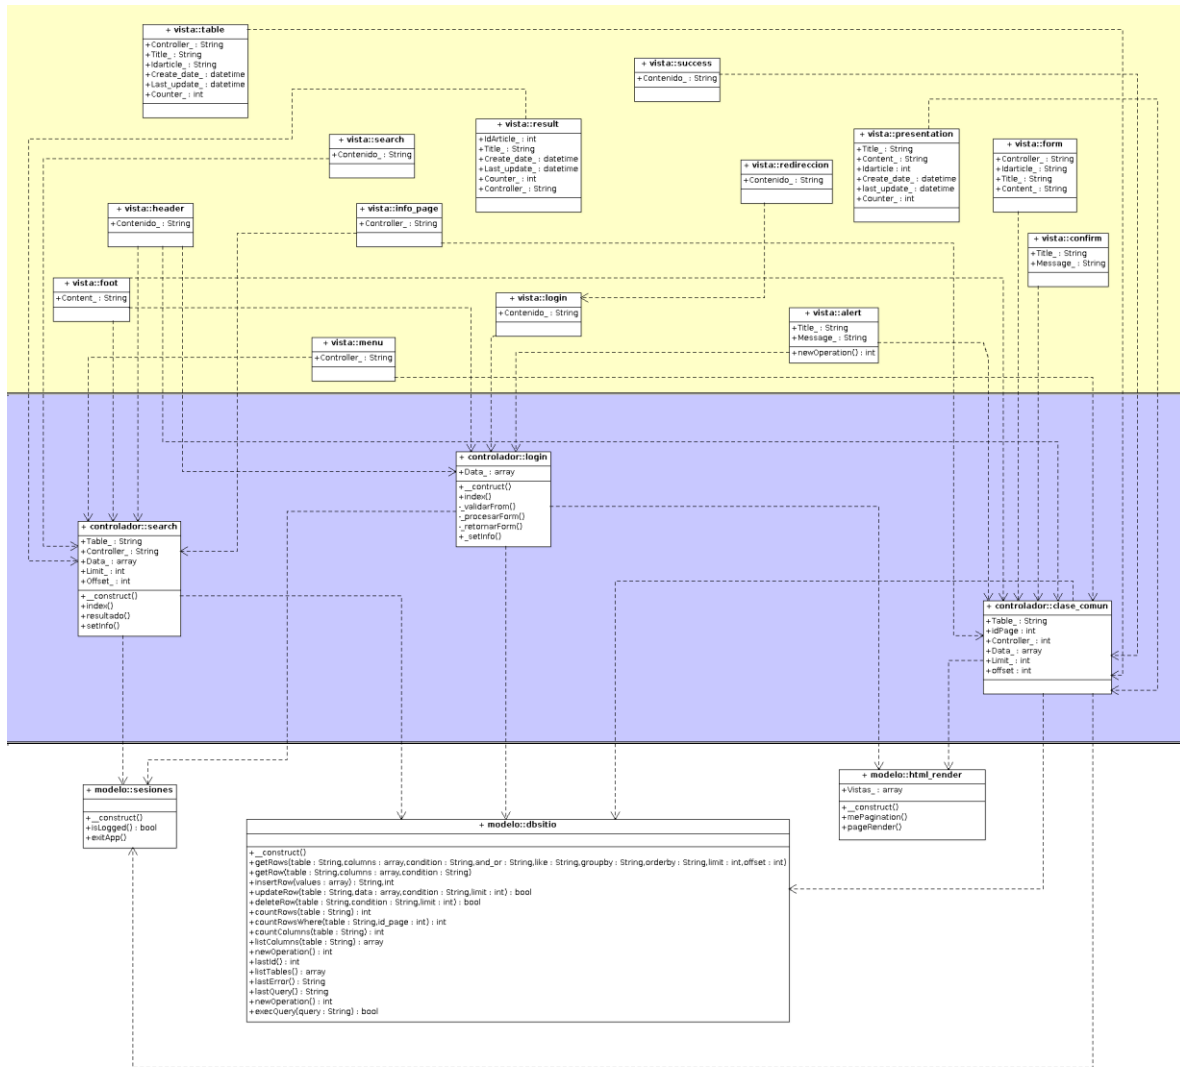 + vista::table
+Controller_ : String
+Title_ : String
+Idarticle_ : String
+Create_date_ : datetime
+Last_update_ : datetime
+Counter_ : int
+ vista::success
+Contenido_ : String
+ vista::result
+IdArticle_ : int
+Title_ : String
+Create_date_ : datetime
+Last_update_ : datetime
+Counter_ : int
+Controller_ : String
+ vista::search
+Contenido_ : String
+ vista::presentation
+Title_ : String
+Content_ : String
+Idarticle : int
+Create_date_ : datetime
+last_update_ : datetime
+Counter_ : int
+ vista::form
+Controller_ : String
+Idarticle_ : String
+Title_ : String
+Content_ : String
+ vista::redireccion
+Contenido_ : String
+ vista::header
+Contenido_ : String
+ vista::info_page
+Controller_ : String
+ vista::confirm
+Title_ : String
+Message_ : String
+ vista::foot
+Content_ : String
+ vista::login
+Contenido_ : String
+ vista::alert
+Title_ : String
+Message_ : String
+newOperation() : int
+ vista::menu
+Controller_ : String
+ controlador::login
+Data_ : array
+__contruct()
+index()
-_validarFrom()
-_procesarForm()
-_retornarForm()
+_setInfo()
+ controlador::search
+Table_ : String
+Controller_ : String
+Data_ : array
+Limit_ : int
+Offset_ : int
+__construct()
+index()
+resultado()
+setInfo()
+ controlador::clase_comun
+Table_ : String
+idPage : int
+Controller_ : int
+Data_ : array
+Limit_ : int
+offset : int
+ modelo::sesiones
+__construct()
+isLogged() : bool
+exitApp()
+ modelo::html_render
+Vistas_ : array
+__construct()
+mePagination()
+pageRender()
+ modelo::dbsitio
+__construct()
+getRows(table : String,columns : array,condition : String,and_or : String,like : String,groupby : String,orderby : String,limit : int,offset : int)
+getRow(table : String,columns : array,condition : String)
+insertRow(values : array) : String,int
+updateRow(table : String,data : array,condition : String,limit : int) : bool
+deleteRow(table : String,condition : String,limit : int) : bool
+countRows(table : String) : int
+countRowsWhere(table : String,id_page : int) : int
+countColumns(table : String) : int
+listColumns(table : String) : array
+newOperation() : int
+lastId() : int
+listTables() : array
+lastError() : String
+lastQuery() : String
+newOperation() : int
+execQuery(query : String) : bool